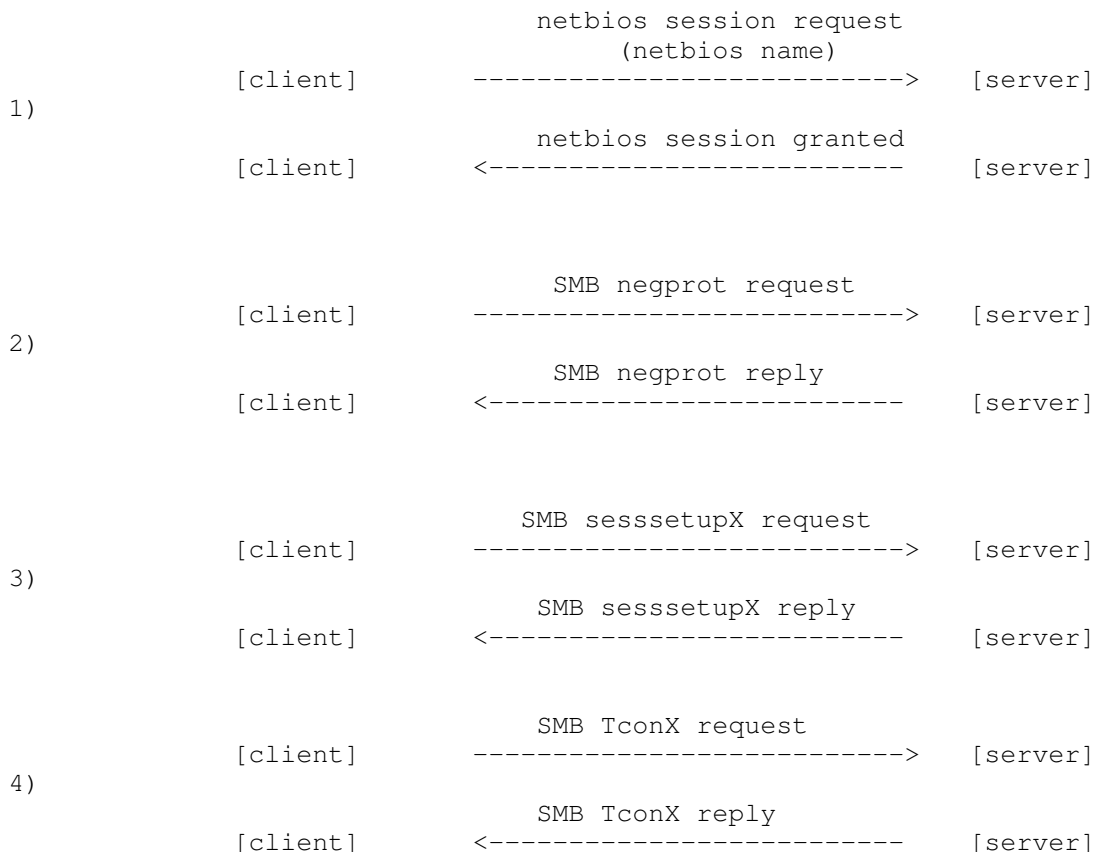 netbios session request
(netbios name)
[client] ---------------------------> [server]
1)
netbios session granted
[client] <-------------------------- [server]
SMB negprot request
[client] ---------------------------> [server]
2)
SMB negprot reply
[client] <-------------------------- [server]
SMB sesssetupX request
[client] ---------------------------> [server]
3)
SMB sesssetupX reply
[client] <-------------------------- [server]
SMB TconX request
[client] ---------------------------> [server]
4)
SMB TconX reply
[client] <-------------------------- [server]